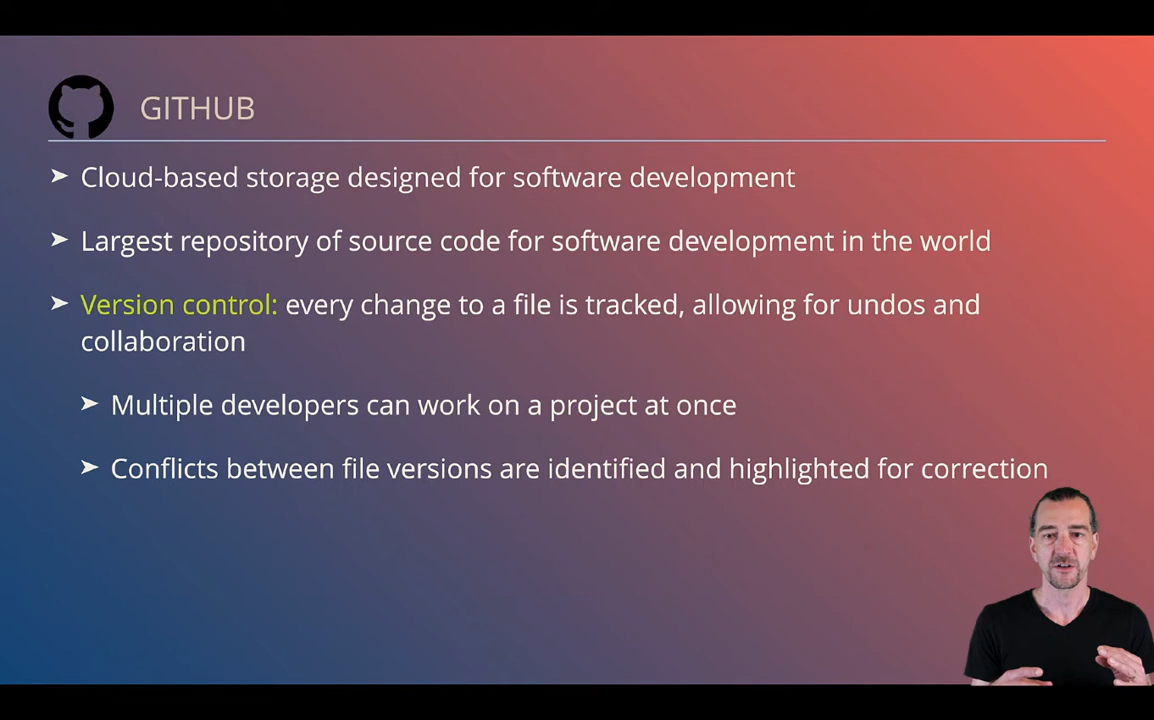 GITHUB
➤ Cloud-based storage designed for software development
➤ Largest repository of source code for software development in the world
➤ Version control: every change to a file is tracked, allowing for undos and
collaboration
➤ Multiple developers can work on a project at once
➤ Conflicts between file versions are identified and highlighted for correction